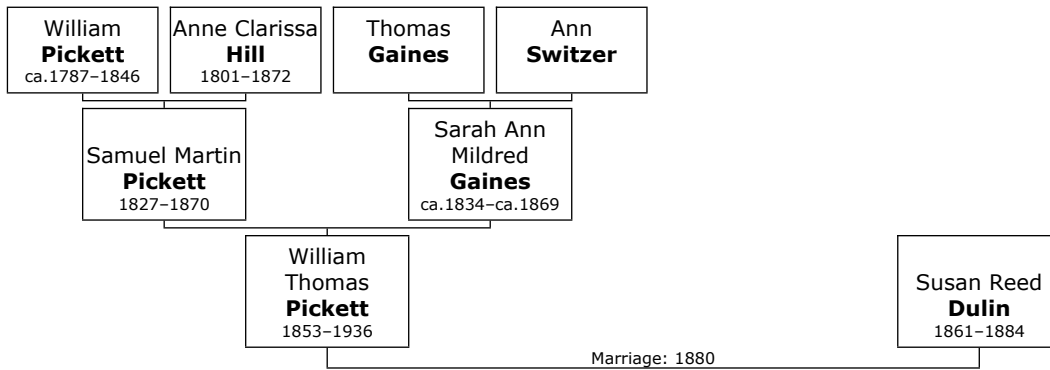 William
Pickett
ca.1787–1846
Anne Clarissa
Hill
1801–1872
Thomas
Gaines
Ann
Switzer
Samuel Martin
Pickett
1827–1870
Sarah Ann
Mildred
Gaines
ca.1834–ca.1869
William
Thomas
Pickett
1853–1936
Susan Reed
Dulin
1861–1884
Marriage: 1880